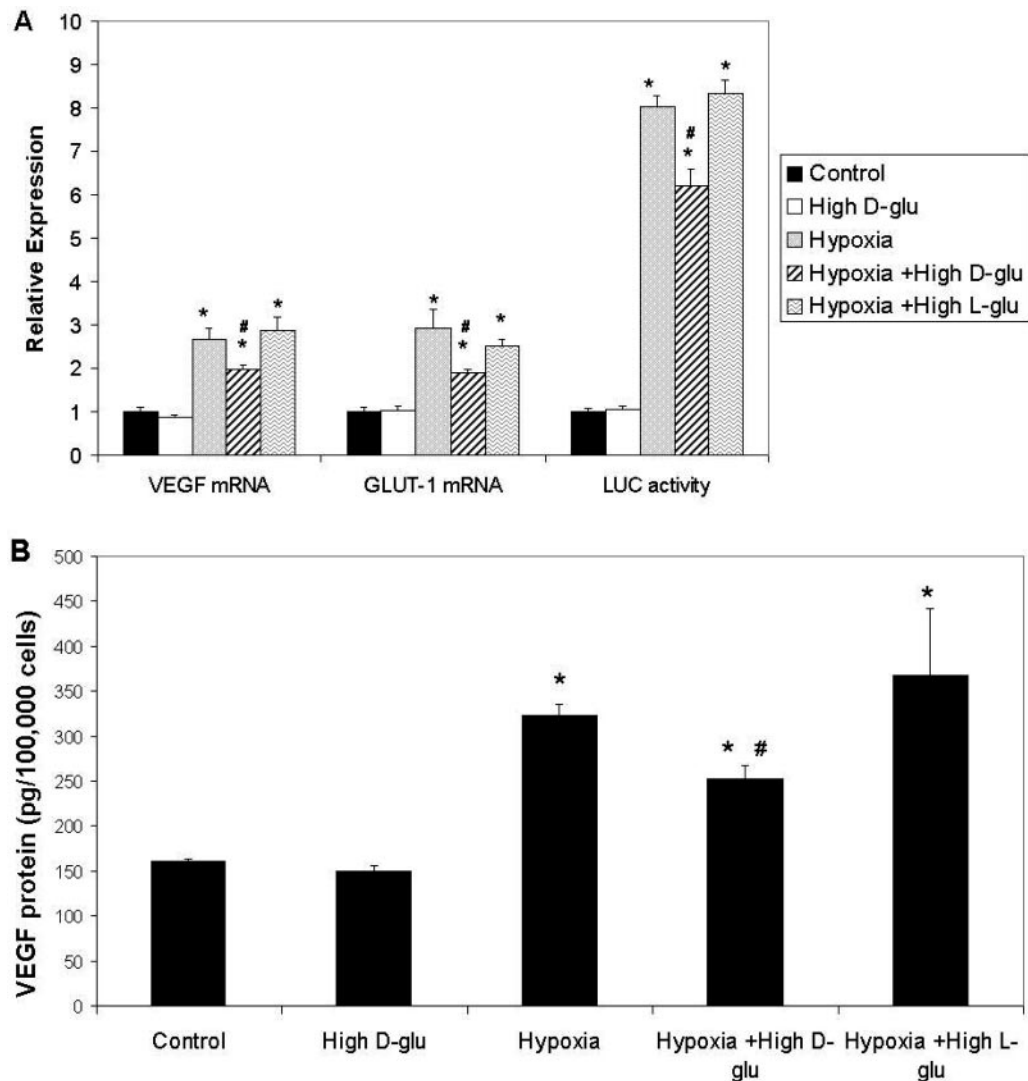 A
10
9
8
7
6
5
4
3
2
1
0
Relative Expression
* # * *
* # * *
* # * *
VEGF mRNA GLUT-1 mRNA LUC activity
Control
High D-glu
Hypoxia
Hypoxia +High D-glu
Hypoxia +High L-glu
B
500
450
400
350
300
250
200
150
100
50
0
VEGF protein (pg/100,000 cells)
*
* #
*
Control High D-glu Hypoxia Hypoxia +High D- Hypoxia +High L-
glu glu